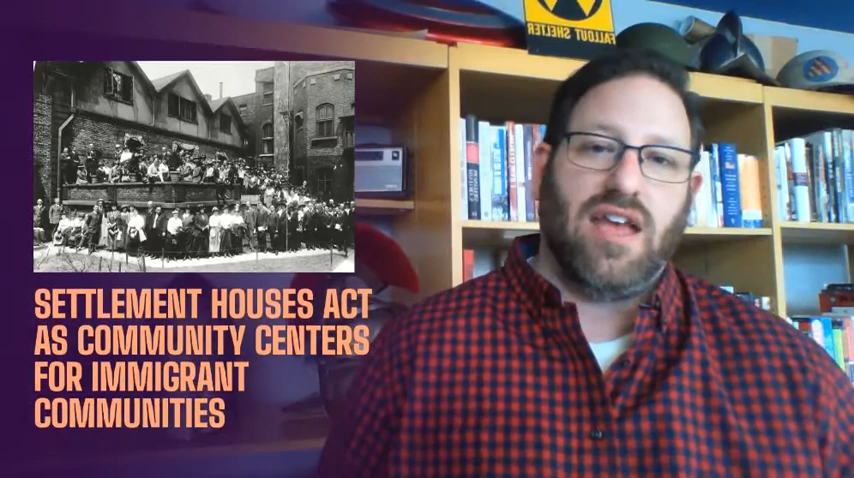 FALLOUT SHELTER
SETTLEMENT HOUSES ACT
AS COMMUNITY CENTERS
FOR IMMIGRANT
COMMUNITIES